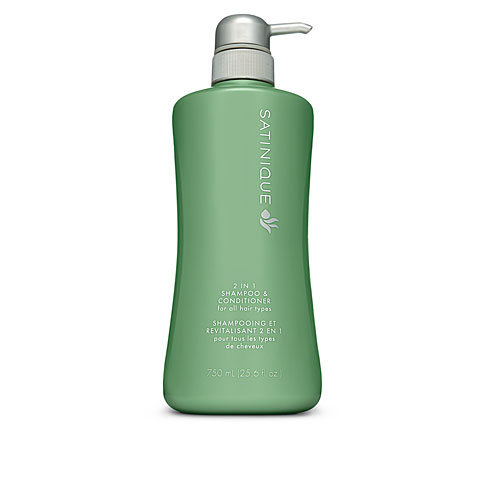 SATINIQUE
2 IN 1
SHAMPOO &
CONDITIONER
for all hair types
SHAMPOOING ET
REVITALISANT 2 EN 1
pour tous les types
de cheveux
750 mL (25.6 fl oz)